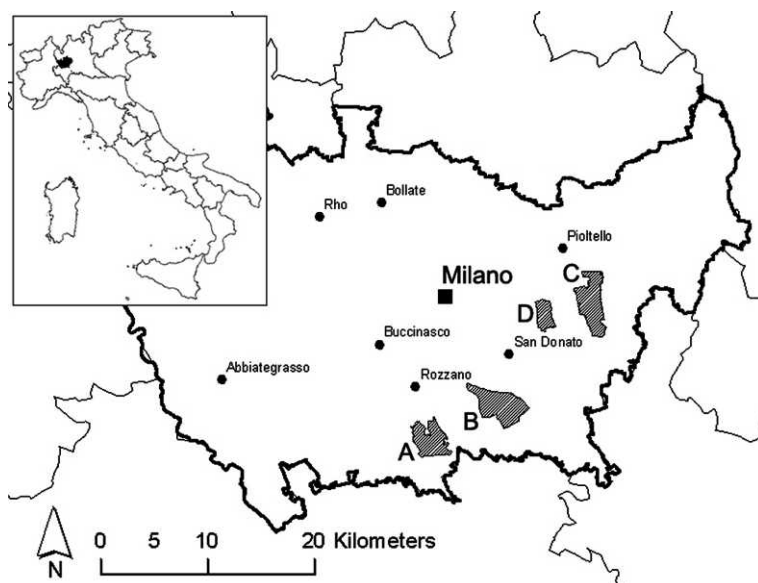 Bollate
Rho
Pioltello
C
Milano
D
Buccinasco
San Donato
Abbiategrasso
Rozzano
B
A
N
0 5 10 20 Kilometers